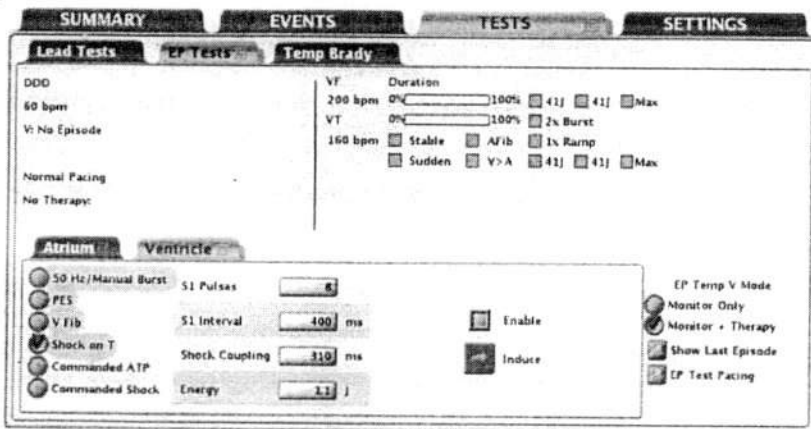 SUMMARY EVENTS TESTS SETTINGS
Lead Tests EP Tests Temp Brady
DDD
60 bpm
V: No Episode
Normal Pacing
No Therapy:
VF Duration
200 bpm 0% 100% 41J 41J Max
VT 0% 100% 2x Burst
160 bpm Stable AFib 1x Ramp
Sudden V>A 41J 41J Max
Atrium Ventricle
50 Hz/Manual Burst
PES
V Fib
Shock on T
Commanded ATP
Commanded Shock
S1 Pulses 8
S1 Interval 400 ms
Shock Coupling 310 ms
Energy 1.1 J
Enable
Induce
EP Temp V Mode
Monitor Only
Monitor + Therapy
Show Last Episode
EP Test Pacing